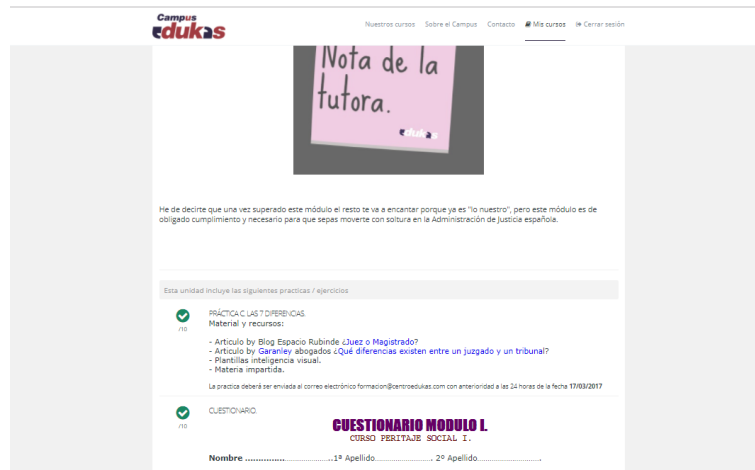 Campus
edukas
Nuestros cursos Sobre el Campus Contacto Mis cursos Cerrar sesión
Nota de la
tutora.
edukas
He de decirte que una vez superado este módulo el resto te va a encantar porque ya es "lo nuestro", pero este módulo es de
obligado cumplimiento y necesario para que sepas moverte con soltura en la Administración de Justicia española.
Esta unidad incluye las siguientes practicas / ejercicios
PRÁCTICA C. LAS 7 DIFERENCIAS.
/10
Material y recursos:
- Articulo by Blog Espacio Rubinde ¿Juez o Magistrado?
- Articulo by Garanley abogados ¿Qué diferencias existen entre un juzgado y un tribunal?
- Plantillas inteligencia visual.
- Materia impartida.
La practica deberá ser enviada al correo electrónico formacion@centroedukas.com con anterioridad a las 24 horas de la fecha 17/03/2017
CUESTIONARIO.
/10
CUESTIONARIO MODULO I.
CURSO PERITAJE SOCIAL I.
Nombre ...................................1ª Apellido..................... 2º Apellido.......................